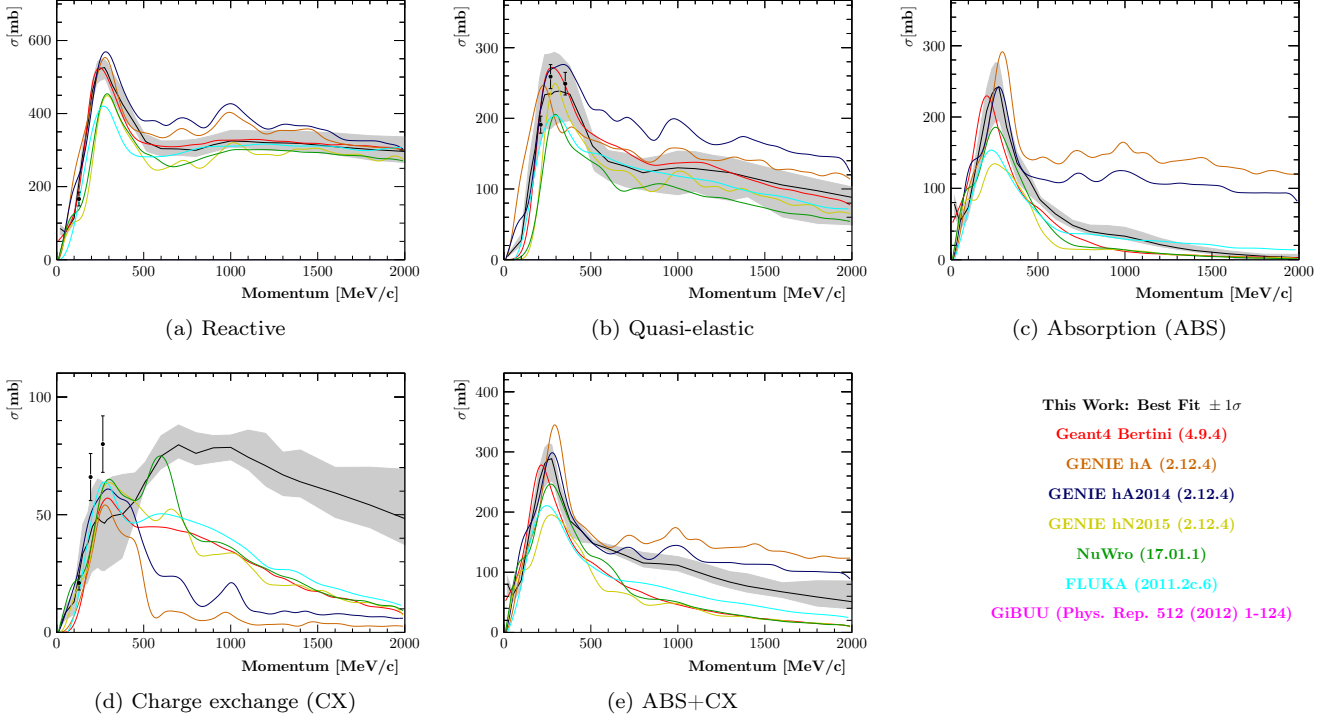 σ[mb]
600
400
200
0
0 500 1000 1500 2000
Momentum [MeV/c]
(a) Reactive
σ[mb]
300
200
100
0
0 500 1000 1500 2000
Momentum [MeV/c]
(b) Quasi-elastic
σ[mb]
300
200
100
0
0 500 1000 1500 2000
Momentum [MeV/c]
(c) Absorption (ABS)
σ[mb]
100
50
0
0 500 1000 1500 2000
Momentum [MeV/c]
(d) Charge exchange (CX)
σ[mb]
400
300
200
100
0
0 500 1000 1500 2000
Momentum [MeV/c]
(e) ABS+CX
This Work: Best Fit ± 1σ
Geant4 Bertini (4.9.4)
GENIE hA (2.12.4)
GENIE hA2014 (2.12.4)
GENIE hN2015 (2.12.4)
NuWro (17.01.1)
FLUKA (2011.2c.6)
GiBUU (Phys. Rep. 512 (2012) 1-124)